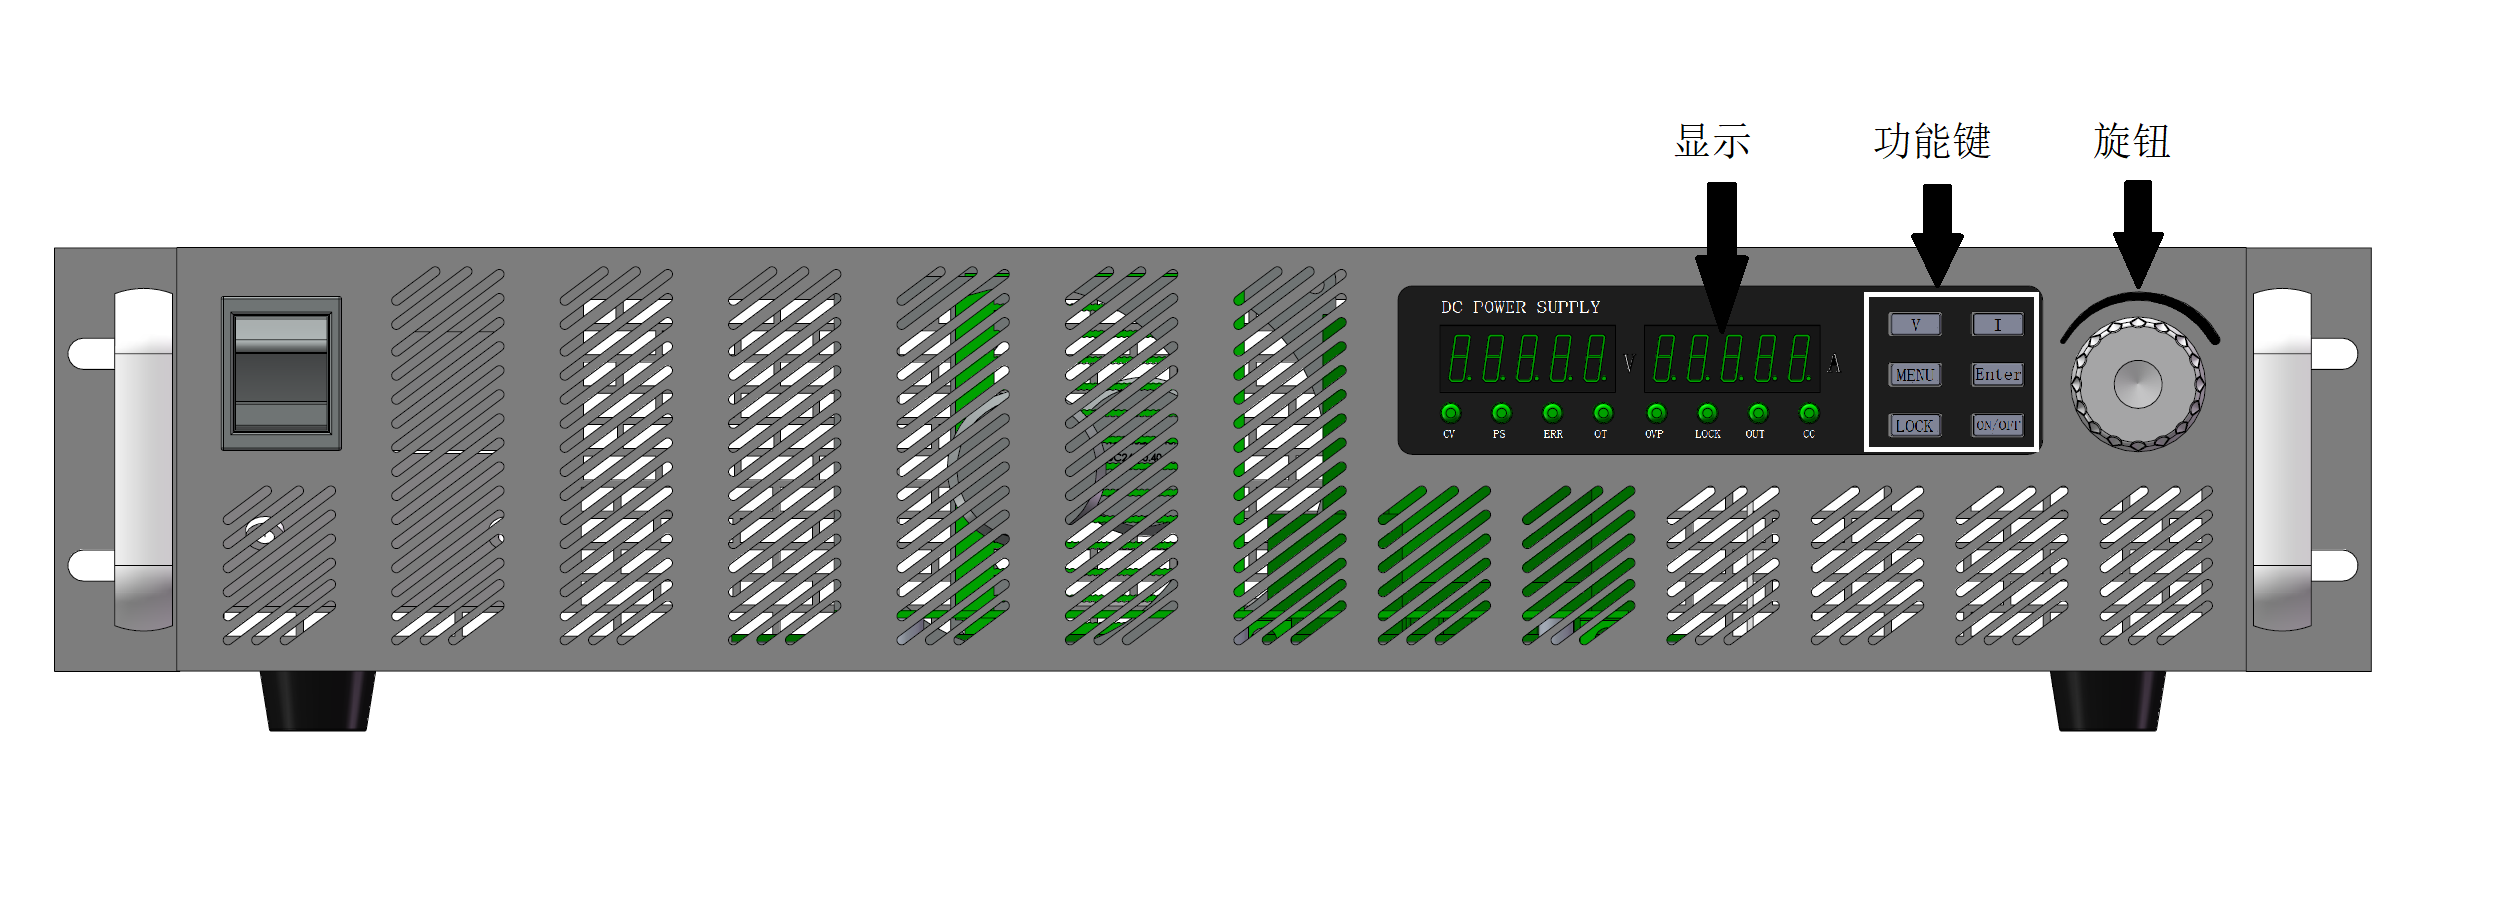 显示 功能键 旋钮
DC POWER SUPPLY
V I
V A
MENU Enter
CV PS ERR OT OVP LOCK OUT CC
LOCK ON/OFF